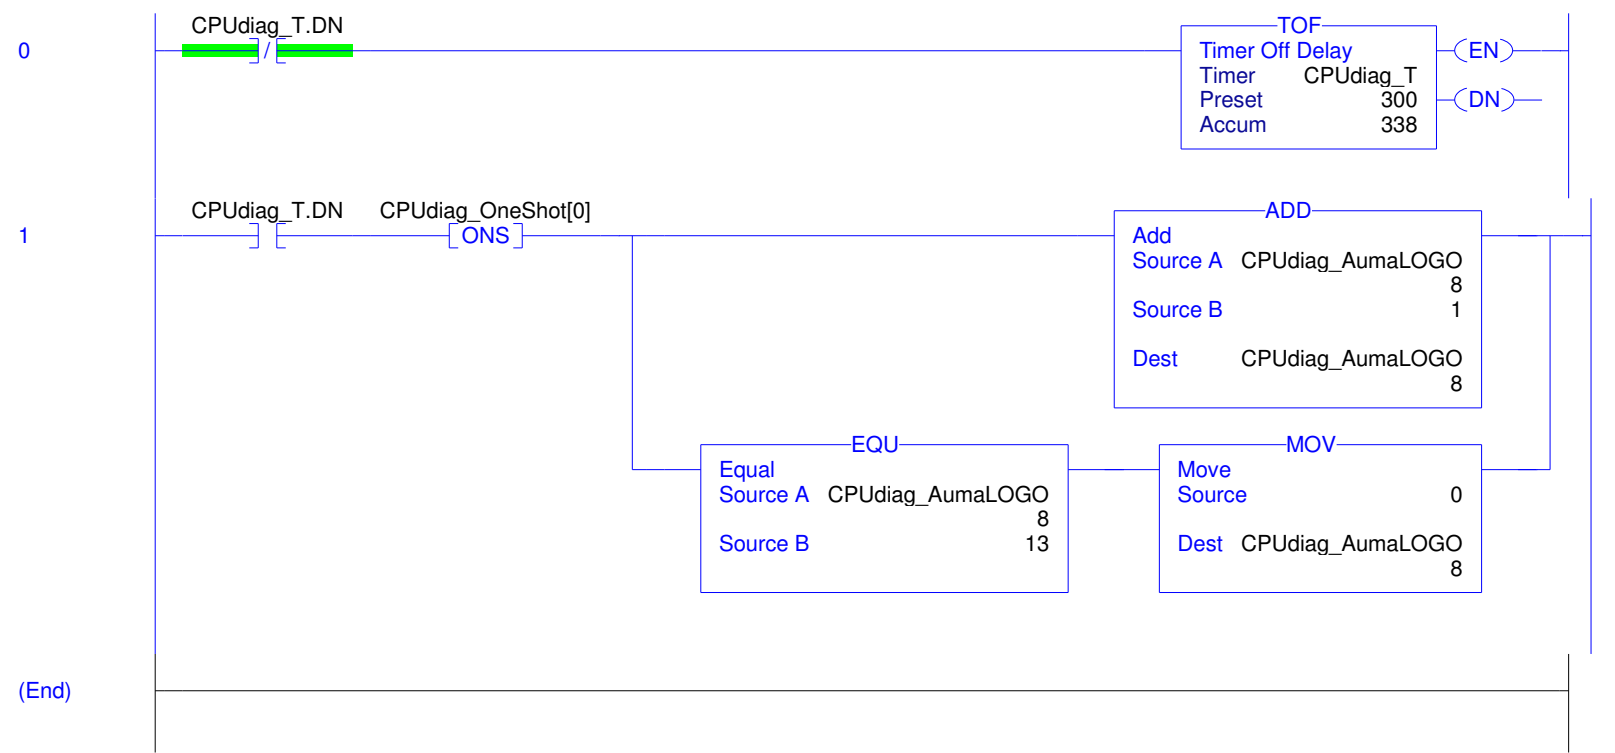 CPUdiag_T.DN
TOF
0
/
Timer Off Delay
EN
Timer CPUdiag_T
Preset 300
DN
Accum 338
CPUdiag_T.DN CPUdiag_OneShot[0]
ADD
1
ONS
Add
Source A CPUdiag_AumaLOGO
8
Source B 1
Dest CPUdiag_AumaLOGO
8
EQU
MOV
Equal
Source A CPUdiag_AumaLOGO
8
Source B 13
Move
Source 0
Dest CPUdiag_AumaLOGO
8
(End)